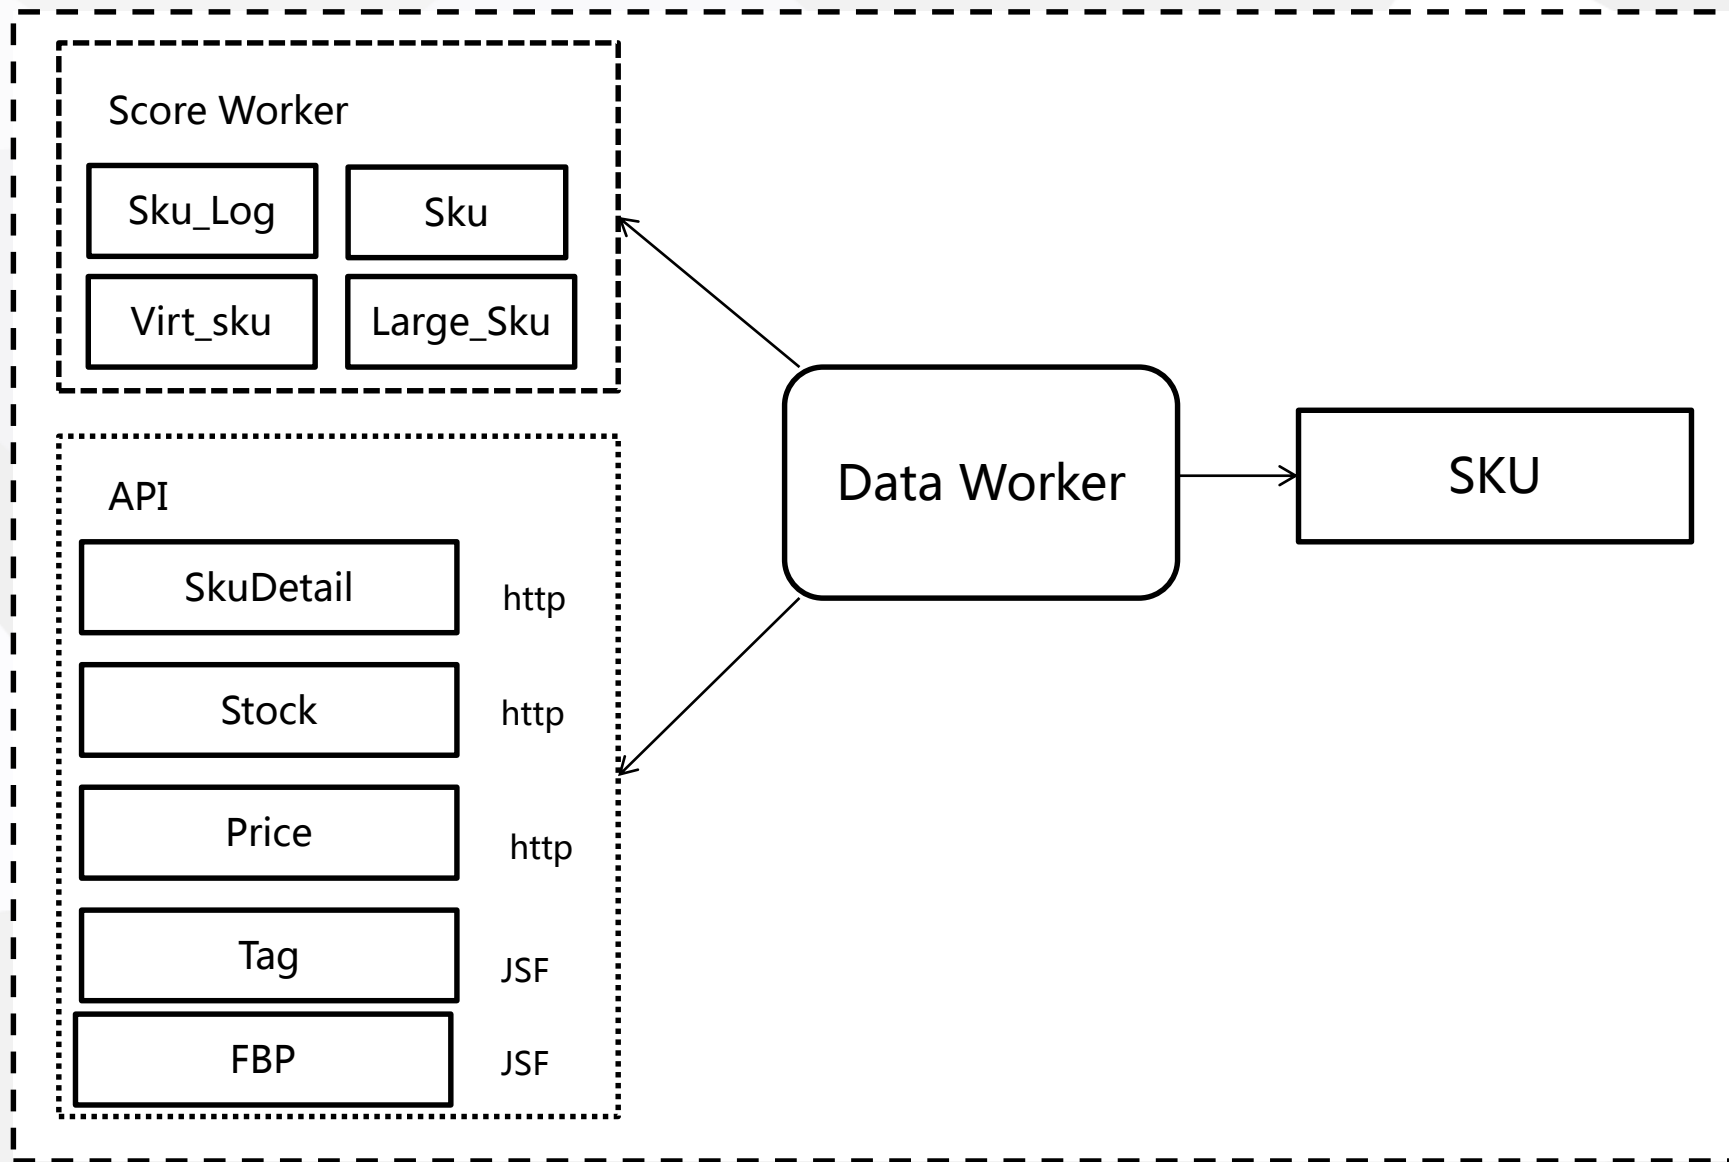 Score Worker
Sku_Log
Sku
Virt_sku
Large_Sku
API
SkuDetail
http
Stock
http
Price
http
Tag
JSF
FBP
JSF
Data Worker
SKU